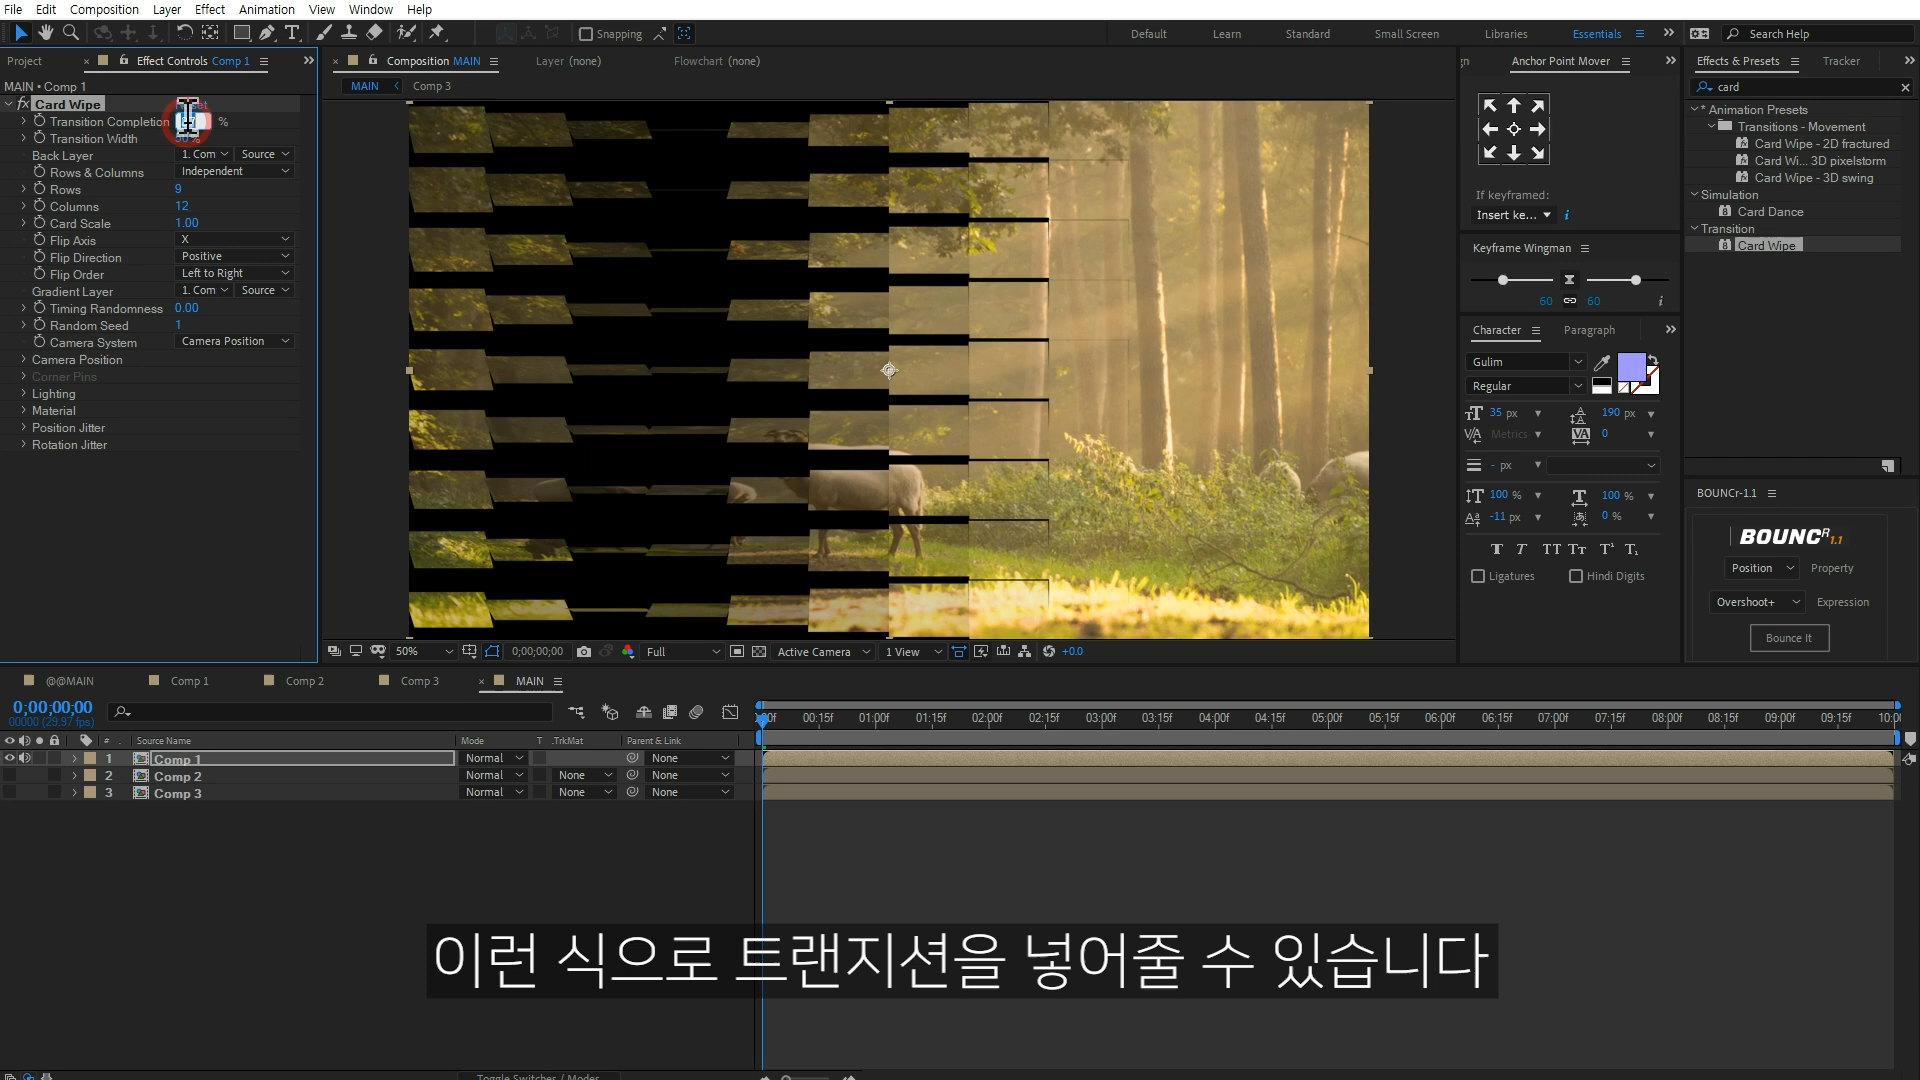 File Edit Composition Layer Effect Animation View Window Help
Snapping
Default Learn Standard Small Screen Libraries Essentials
Search Help
Project
Effect Controls Comp 1
Composition MAIN
Layer (none)
Flowchart (none)
Anchor Point Mover
Effects & Presets
Tracker
MAIN • Comp 1
MAIN
Comp 3
card
Card Wipe
Transition Completion %
Transition Width
Back Layer 1. Com Source
Rows & Columns Independent
Rows 9
Columns 12
Card Scale 1.00
Flip Axis X
Flip Direction Positive
Flip Order Left to Right
Gradient Layer 1. Com Source
Timing Randomness 0.00
Random Seed 1
Camera System Camera Position
Camera Position
Corner Pins
Lighting
Material
Position Jitter
Rotation Jitter
If keyframed:
Insert ke...
Keyframe Wingman
60 60
Character Paragraph
Gulim
Regular
35 px 190 px
Metrics 0
- px
100 % 100 %
-11 px 0 %
Ligatures Hindi Digits
* Animation Presets
Transitions - Movement
Card Wipe - 2D fractured
Card Wi... 3D pixelstorm
Card Wipe - 3D swing
Simulation
Card Dance
Transition
Card Wipe
BOUNCr-1.1
BOUNCR 1.1
Position Property
Overshoot+ Expression
Bounce It
50% 0;00;00;00 Full Active Camera 1 View +0.0
@@MAIN Comp 1 Comp 2 Comp 3 MAIN
0;00;00;00
00000 (29.97 fps)
00:15f 01:00f 01:15f 02:00f 02:15f 03:00f 03:15f 04:00f 04:15f 05:00f 05:15f 06:00f 06:15f 07:00f 07:15f 08:00f 08:15f 09:00f 09:15f
# Source Name Mode T .TrkMat Parent & Link
1 Comp 1 Normal None
2 Comp 2 Normal None None
3 Comp 3 Normal None None
이런 식으로 트랜지션을 넣어줄 수 있습니다
Toggle Switches / Modes